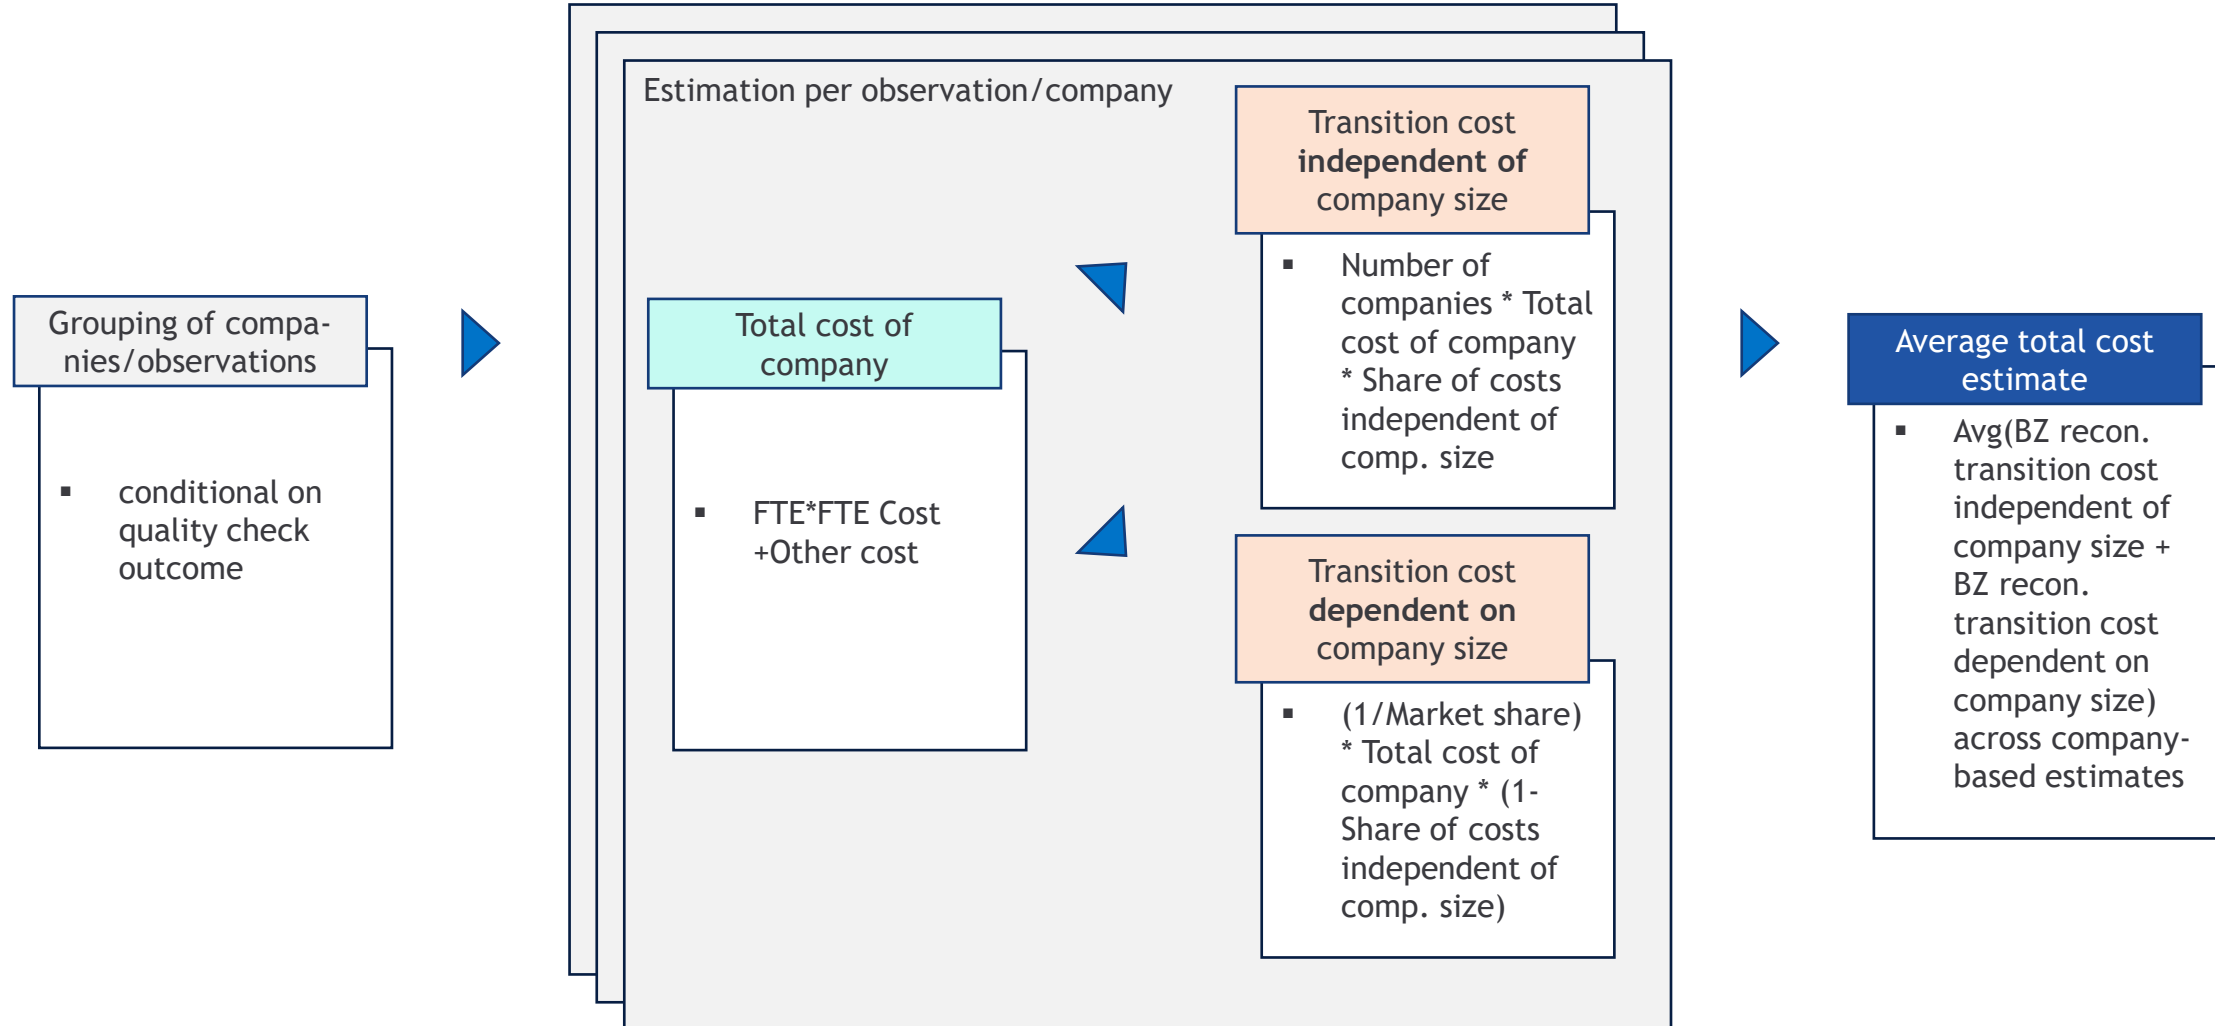 Grouping of compa-
nies/observations
▪ conditional on
quality check
outcome
Estimation per observation/company
Total cost of
company
▪ FTE*FTE Cost
+Other cost
Transition cost
independent of
company size
▪ Number of
companies * Total
cost of company
* Share of costs
independent of
comp. size
Transition cost
dependent on
company size
▪ (1/Market share)
* Total cost of
company * (1-
Share of costs
independent of
comp. size)
Average total cost
estimate
▪ Avg(BZ recon.
transition cost
independent of
company size +
BZ recon.
transition cost
dependent on
company size)
across company-
based estimates